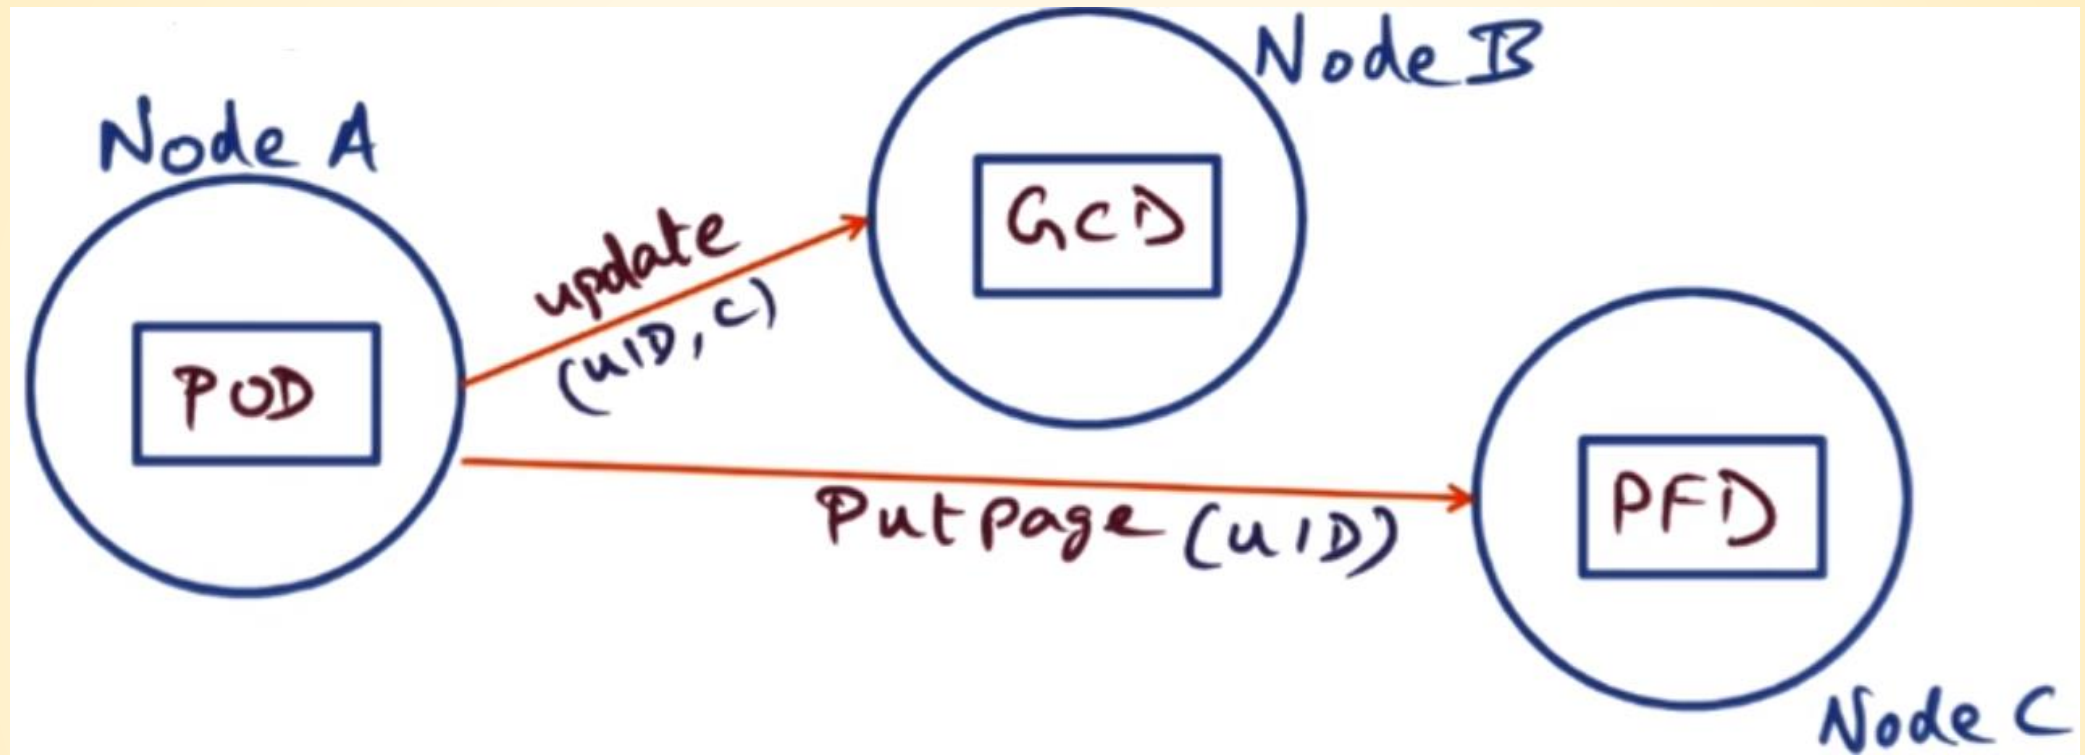 Node A
POD
update
(UID, C)
Node B
GCD
Putpage (UID)
PFD
Node C